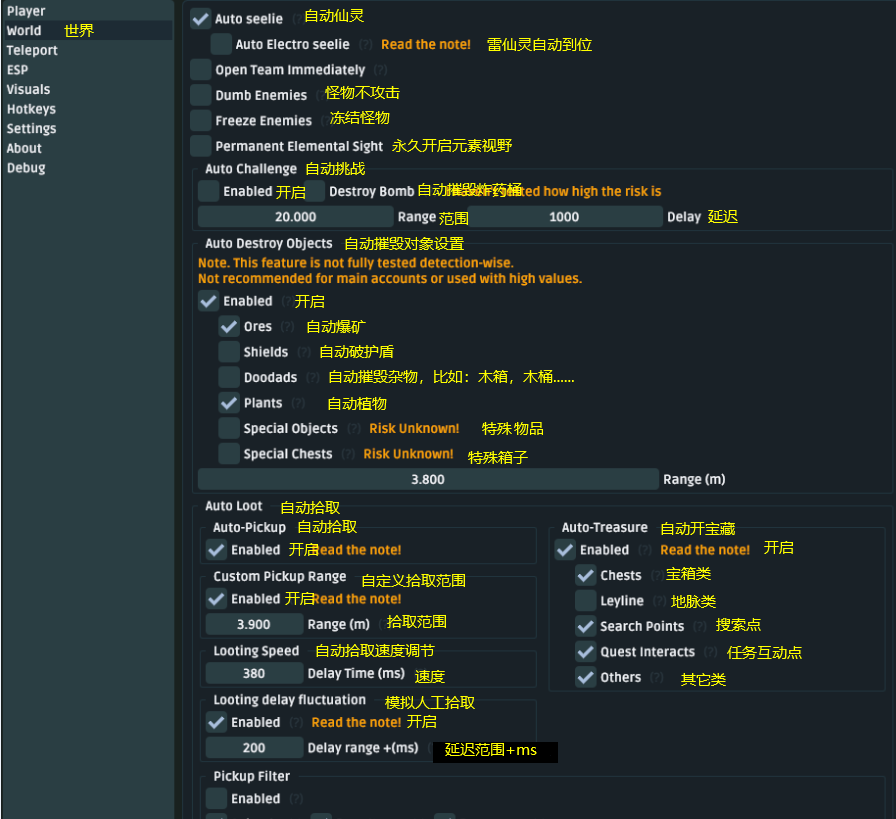 Player
World 世界
Teleport
ESP
Visuals
Hotkeys
Settings
About
Debug
Auto seelie (?) 自动仙灵
Auto Electro seelie (?) Read the note! 雷仙灵自动到位
Open Team Immediately (?)
Dumb Enemies 怪物不攻击
Freeze Enemies 冻结怪物
Permanent Elemental Sight 永久开启元素视野
Auto Challenge 自动挑战
Enabled 开启 Destroy Bomb 自动摧毁炸药桶 how high the risk is
20.000 Range 范围 1000 Delay 延迟
Auto Destroy Objects 自动摧毁对象设置
Note. This feature is not fully tested detection-wise.
Not recommended for main accounts or used with high values.
Enabled (?) 开启
Ores (?) 自动爆矿
Shields (?) 自动破护盾
Doodads (?) 自动摧毁杂物，比如：木箱，木桶......
Plants (?) 自动植物
Special Objects (?) Risk Unknown! 特殊物品
Special Chests (?) Risk Unknown! 特殊箱子
3.800 Range (m)
Auto Loot 自动拾取
Auto-Pickup 自动拾取
Enabled 开启 Read the note!
Custom Pickup Range 自定义拾取范围
Enabled 开启 Read the note!
3.900 Range (m) 拾取范围
Looting Speed 自动拾取速度调节
380 Delay Time (ms) 速度
Looting delay fluctuation 模拟人工拾取
Enabled (?) Read the note! 开启
200 Delay range +(ms) 延迟范围+ms
Pickup Filter
Enabled (?)
Auto-Treasure 自动开宝藏
Enabled (?) Read the note! 开启
Chests (?) 宝箱类
Leyline (?) 地脉类
Search Points (?) 搜索点
Quest Interacts (?) 任务互动点
Others (?) 其它类